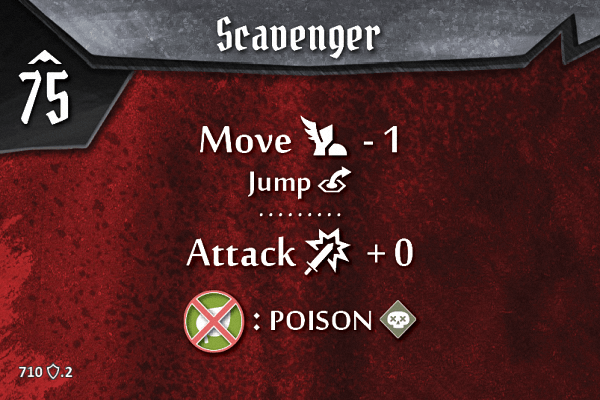 Scavenger
75
Move - 1
Jump
Attack + 0
: POISON
710 .2